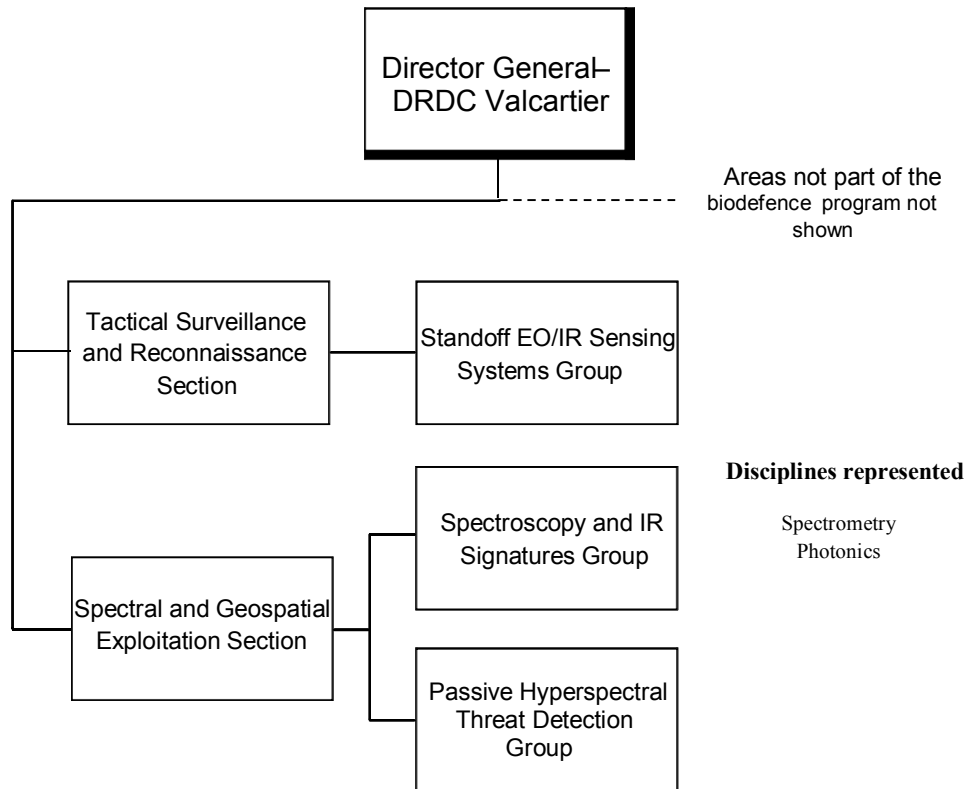 Director General–
DRDC Valcartier
Areas not part of the
biodefence program not
shown
Tactical Surveillance
and Reconnaissance
Section
Standoff EO/IR Sensing
Systems Group
Disciplines represented
Spectrometry
Photonics
Spectroscopy and IR
Signatures Group
Spectral and Geospatial
Exploitation Section
Passive Hyperspectral
Threat Detection
Group